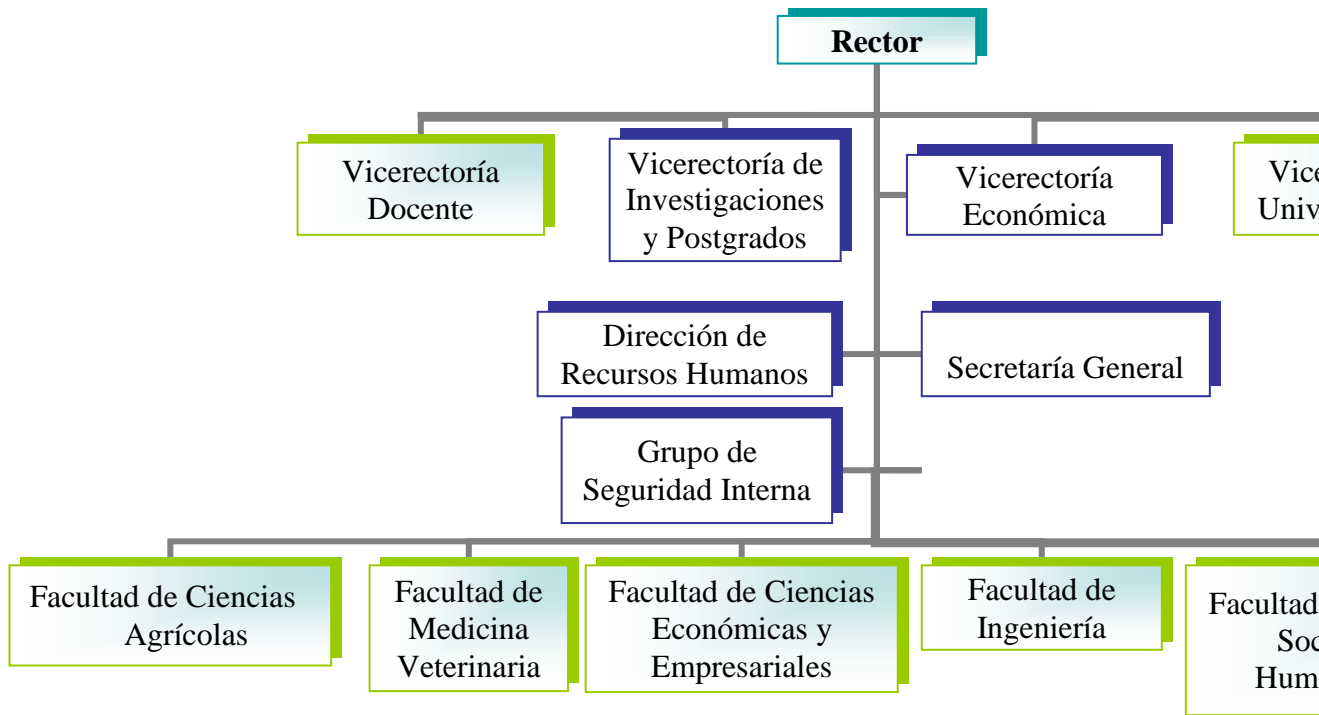 Rector
Vicerectoría
Docente
Vicerectoría de
Investigaciones
y Postgrados
Vicerectoría
Económica
Dirección de
Recursos Humanos
Secretaría General
Grupo de
Seguridad Interna
Facultad de Ciencias
Agrícolas
Facultad de
Medicina
Veterinaria
Facultad de Ciencias
Económicas y
Empresariales
Facultad de
Ingeniería
Facultad